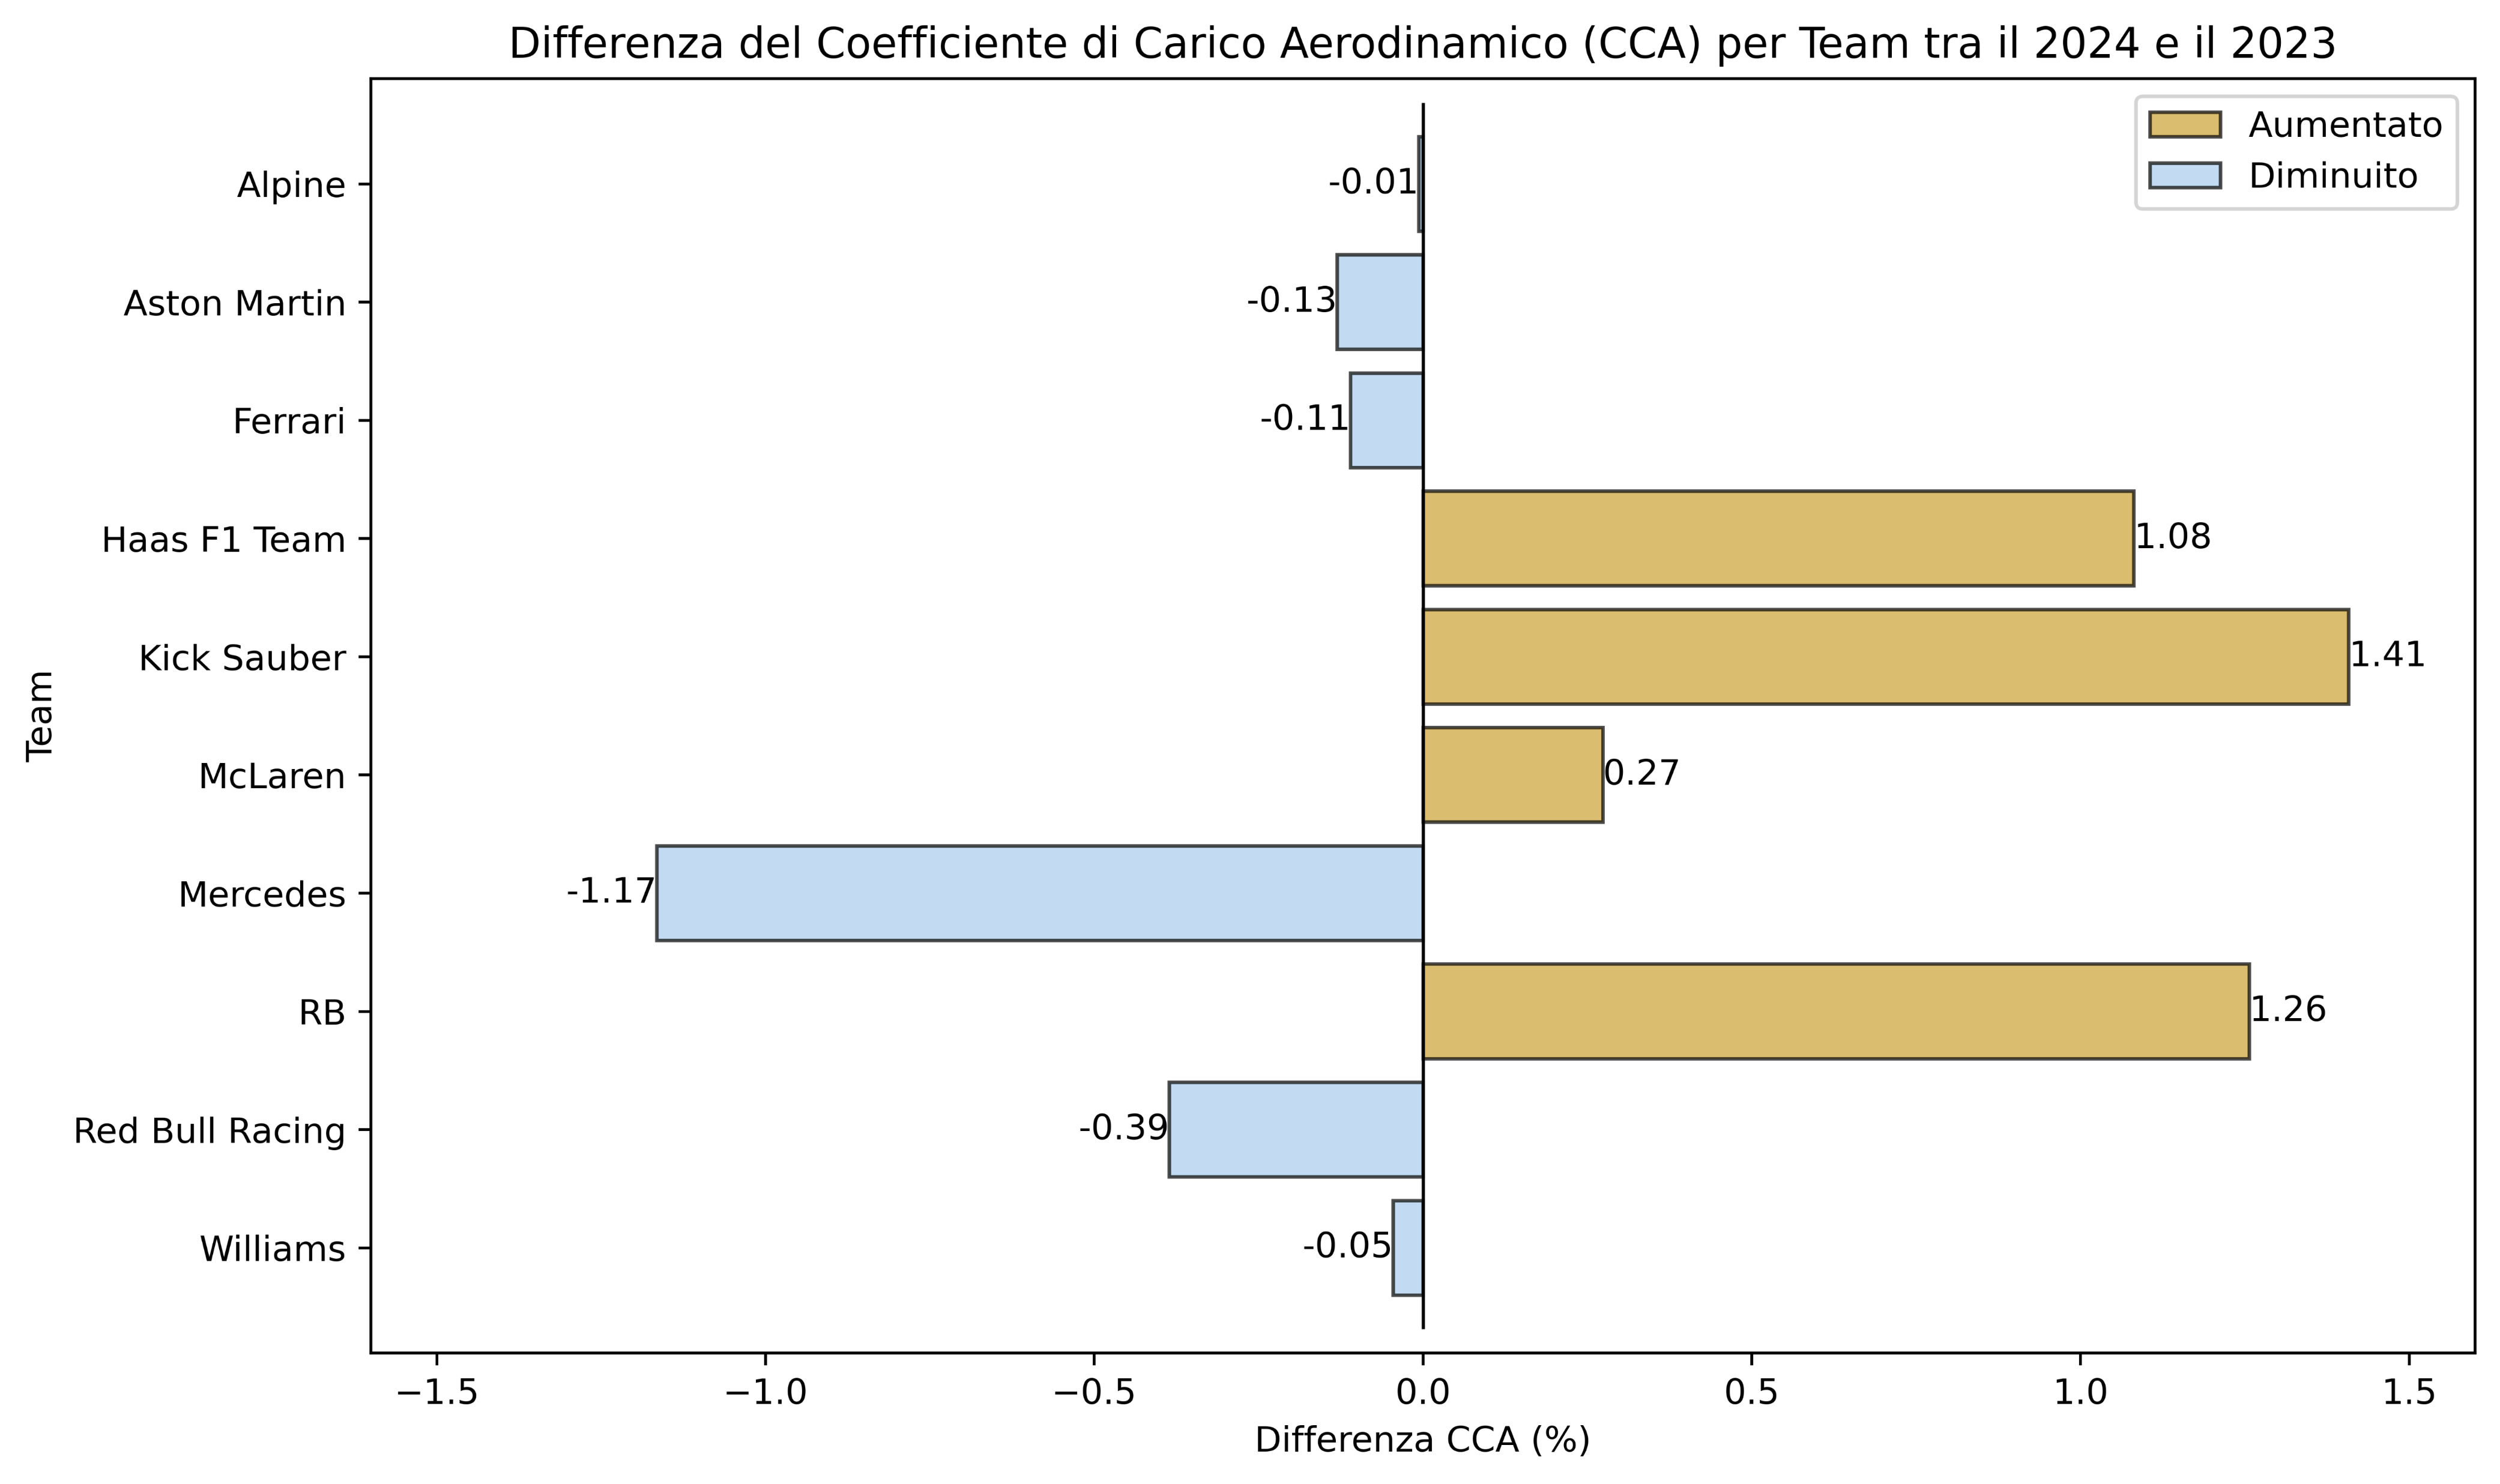 Differenza del Coefficiente di Carico Aerodinamico (CCA) per Team tra il 2024 e il 2023
Aumentato
Diminuito
Alpine
-0.01
Aston Martin
-0.13
Ferrari
-0.11
Haas F1 Team
1.08
Kick Sauber
1.41
McLaren
0.27
Mercedes
-1.17
RB
1.26
Red Bull Racing
-0.39
Williams
-0.05
Team
−1.5 −1.0 −0.5 0.0 0.5 1.0 1.5
Differenza CCA (%)